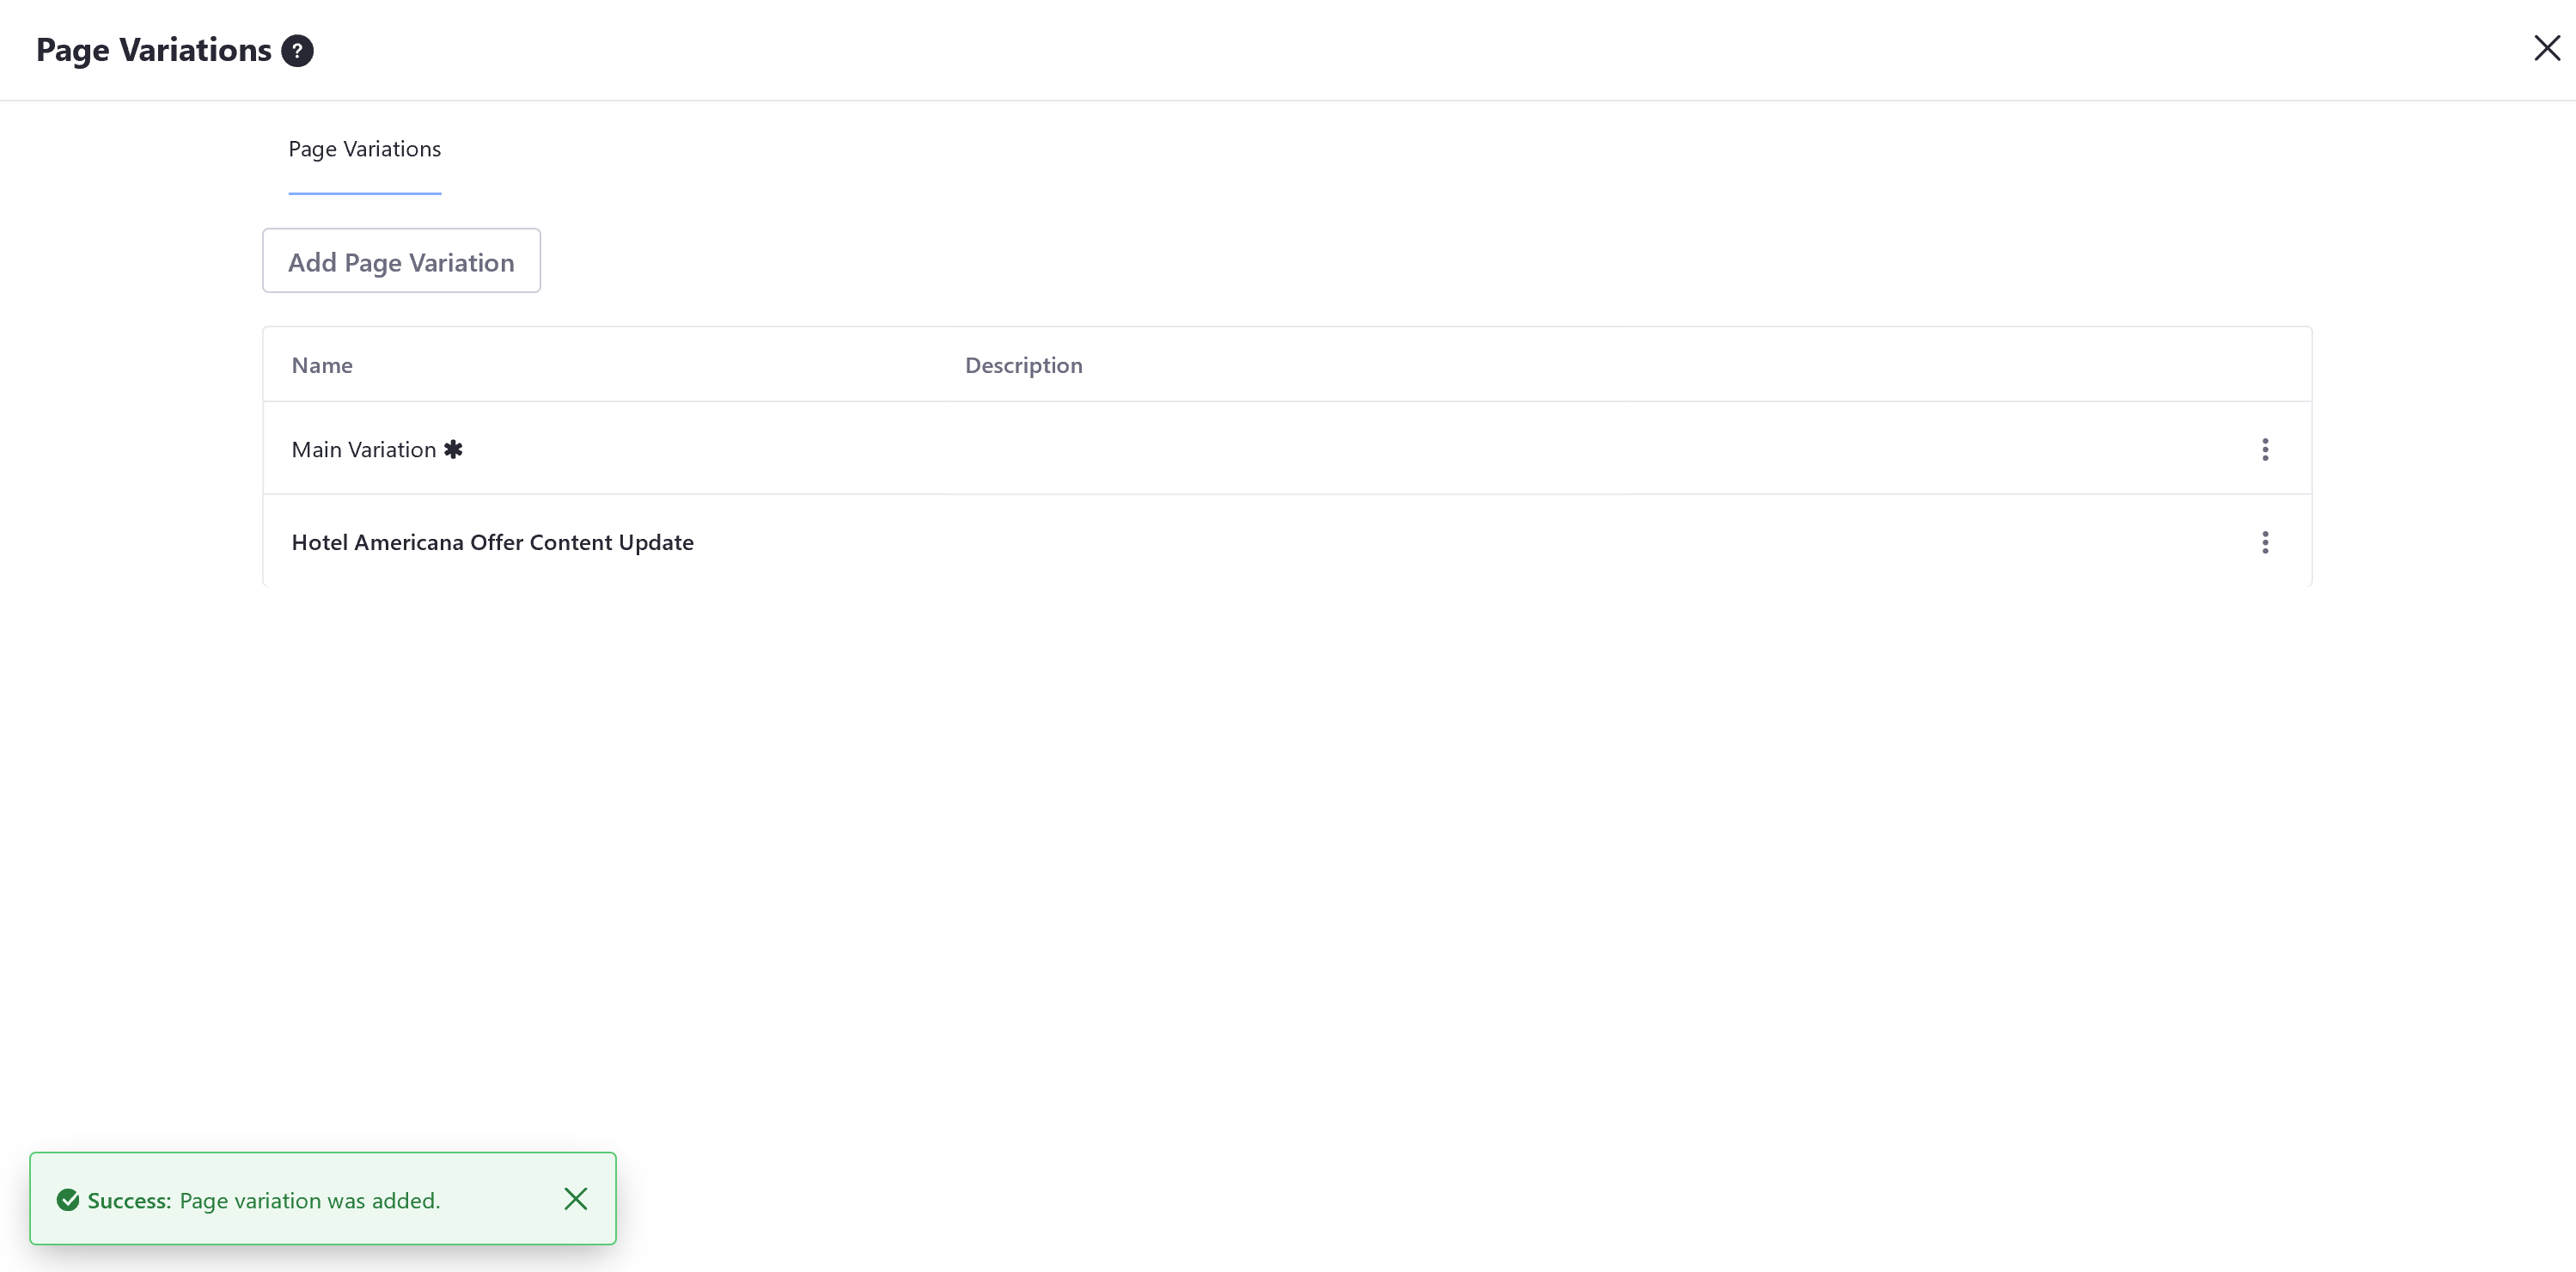 Page Variations ?
Page Variations
Add Page Variation
Name Description
Main Variation ✱
Hotel Americana Offer Content Update
Success: Page variation was added.